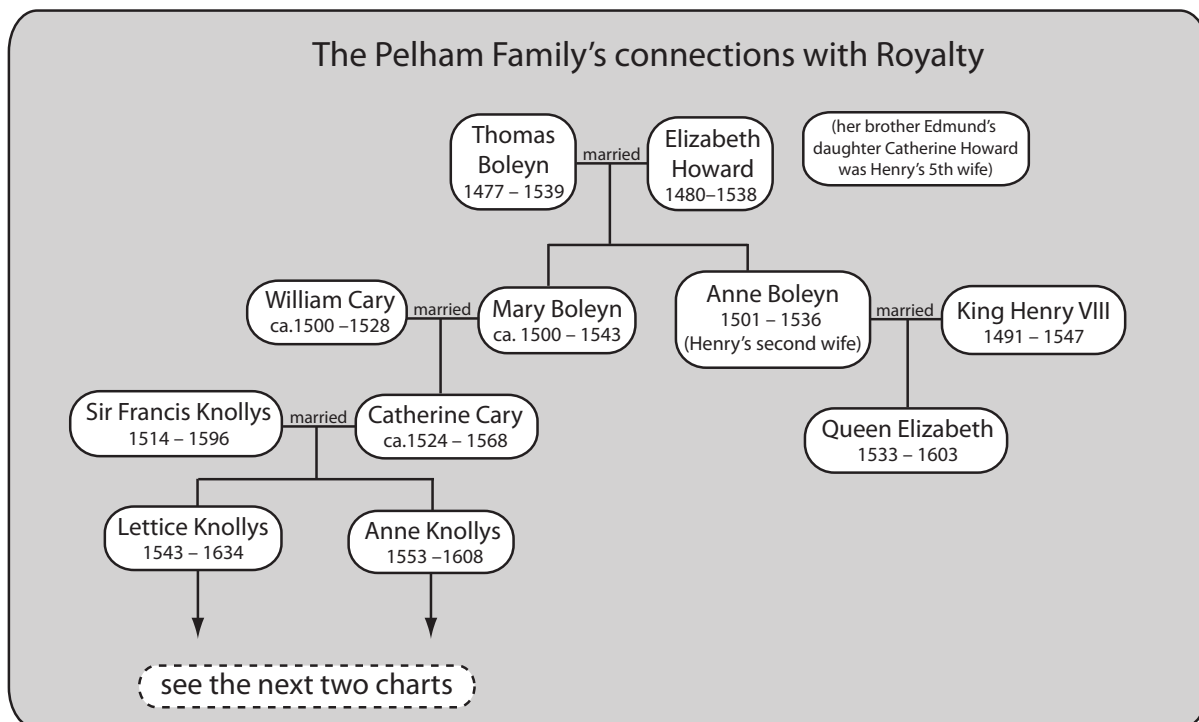 The Pelham Family's connections with Royalty
Thomas
Boleyn
1477 – 1539
married
Elizabeth
Howard
1480–1538
(her brother Edmund's
daughter Catherine Howard
was Henry's 5th wife)
William Cary
ca.1500 –1528
married
Mary Boleyn
ca. 1500 – 1543
Anne Boleyn
1501 – 1536
(Henry's second wife)
married
King Henry VIII
1491 – 1547
Sir Francis Knollys
1514 – 1596
married
Catherine Cary
ca.1524 – 1568
Queen Elizabeth
1533 – 1603
Lettice Knollys
1543 – 1634
Anne Knollys
1553 –1608
see the next two charts